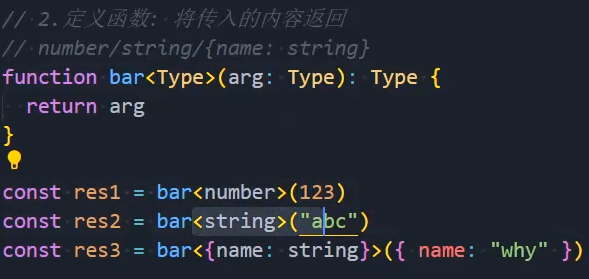 // 2.定义函数: 将传入的内容返回
// number/string/{name: string}
function bar<Type>(arg: Type): Type {
  return arg
}
const res1 = bar<number>(123)
const res2 = bar<string>("abc")
const res3 = bar<{name: string}>({ name: "why" })